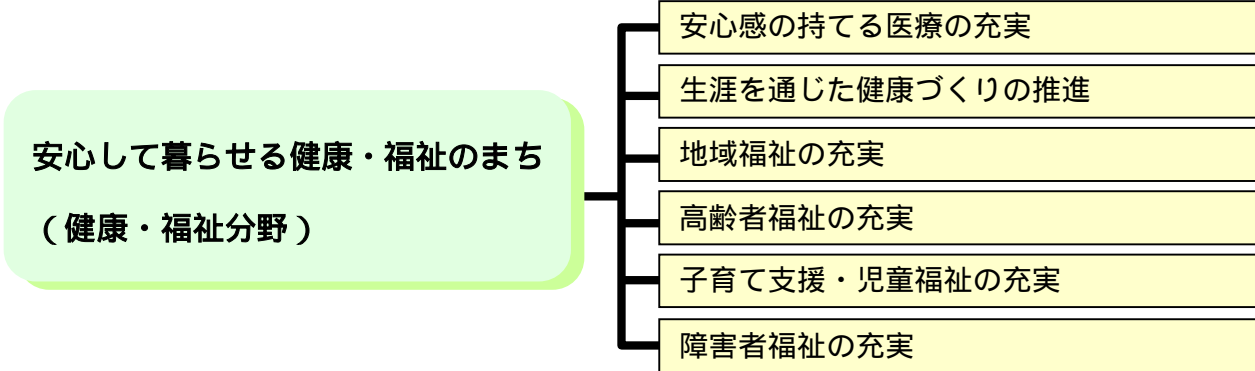 安心して暮らせる健康・福祉のまち
（健康・福祉分野）
安心感の持てる医療の充実
生涯を通じた健康づくりの推進
地域福祉の充実
高齢者福祉の充実
子育て支援・児童福祉の充実
障害者福祉の充実